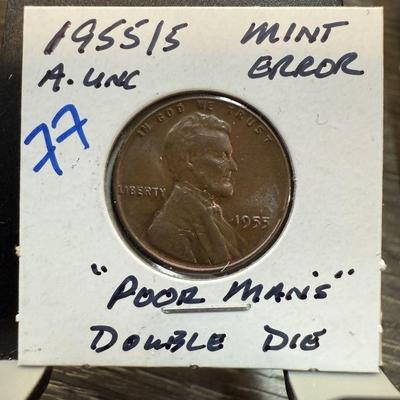 1955/5 MINT
A. UNC ERROR
77
IN GOD WE TRUST
LIBERTY
1955
"POOR MAN'S"
DOUBLE DIE